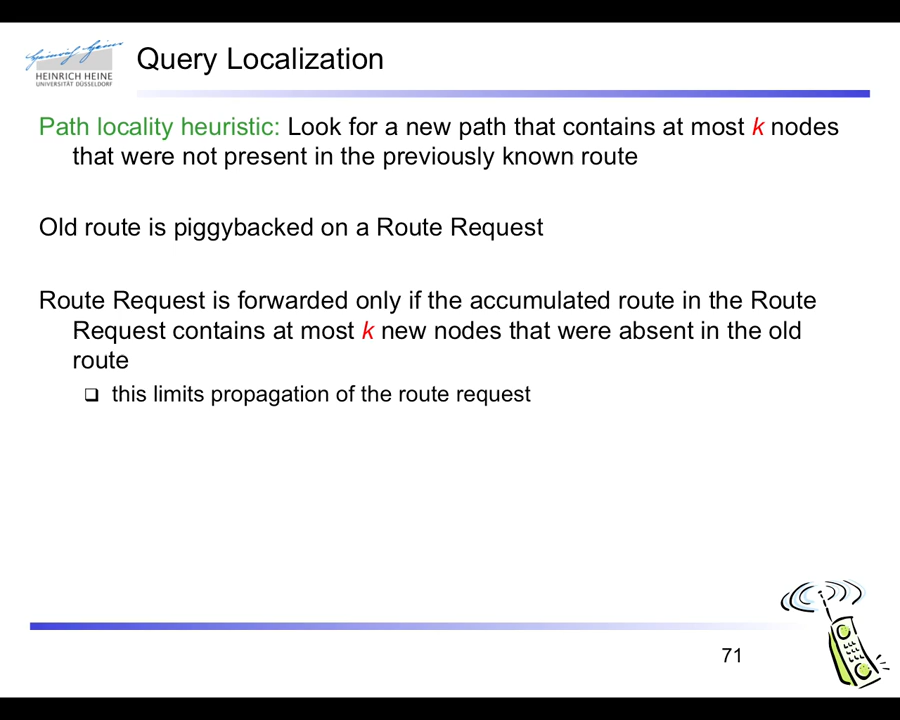 Heinrich Heine
HEINRICH HEINE
UNIVERSITÄT DÜSSELDORF
Query Localization
Path locality heuristic: Look for a new path that contains at most k nodes
that were not present in the previously known route
Old route is piggybacked on a Route Request
Route Request is forwarded only if the accumulated route in the Route
Request contains at most k new nodes that were absent in the old
route
❑ this limits propagation of the route request
71